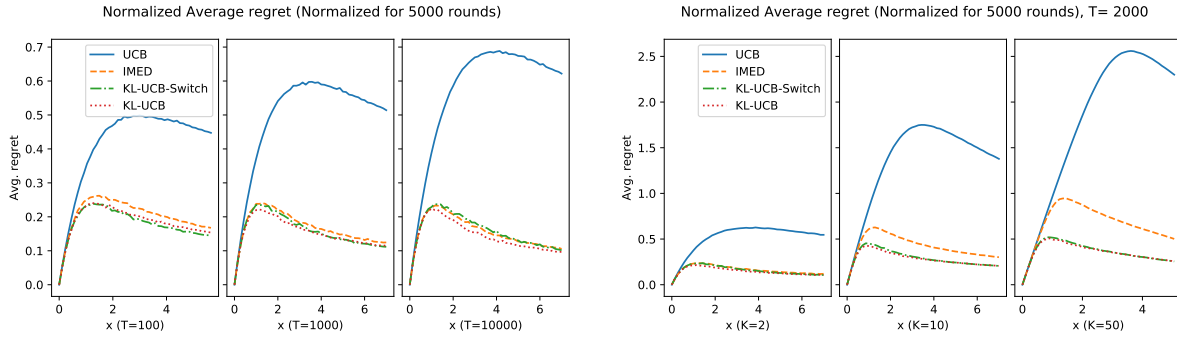 Normalized Average regret (Normalized for 5000 rounds)
Avg. regret
0.7
0.6
0.5
0.4
0.3
0.2
0.1
0.0
UCB
IMED
KL-UCB-Switch
KL-UCB
0 2 4
x (T=100)
0 2 4 6
x (T=1000)
0 2 4 6
x (T=10000)
Normalized Average regret (Normalized for 5000 rounds), T= 2000
Avg. regret
2.5
2.0
1.5
1.0
0.5
0.0
UCB
IMED
KL-UCB-Switch
KL-UCB
0 2 4 6
x (K=2)
0 2 4 6
x (K=10)
0 2 4
x (K=50)